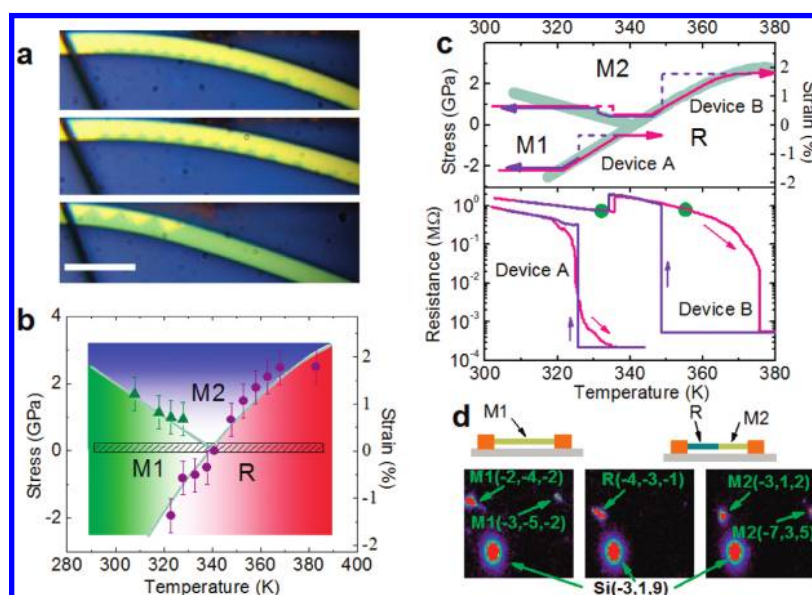 a
b
Stress (GPa)
4
2
0
-2
M2
M1
R
2
1
0
-1
-2
Strain (%)
280 300 320 340 360 380 400
Temperature (K)
c
300 320 340 360 380
Stress (GPa)
2
0
-2
M2
M1
R
Device B
Device A
2
1
0
-1
Strain (%)
Resistance (MΩ)
10⁰
10⁻¹
10⁻²
10⁻³
10⁻⁴
Device A
Device B
300 320 340 360 380
Temperature (K)
d
M1
R M2
M1(-2,-4,-2)
M1(-3,-5,-2)
R(-4,-3,-1)
M2(-3,1,2)
M2(-7,3,5)
Si(-3,1,9)